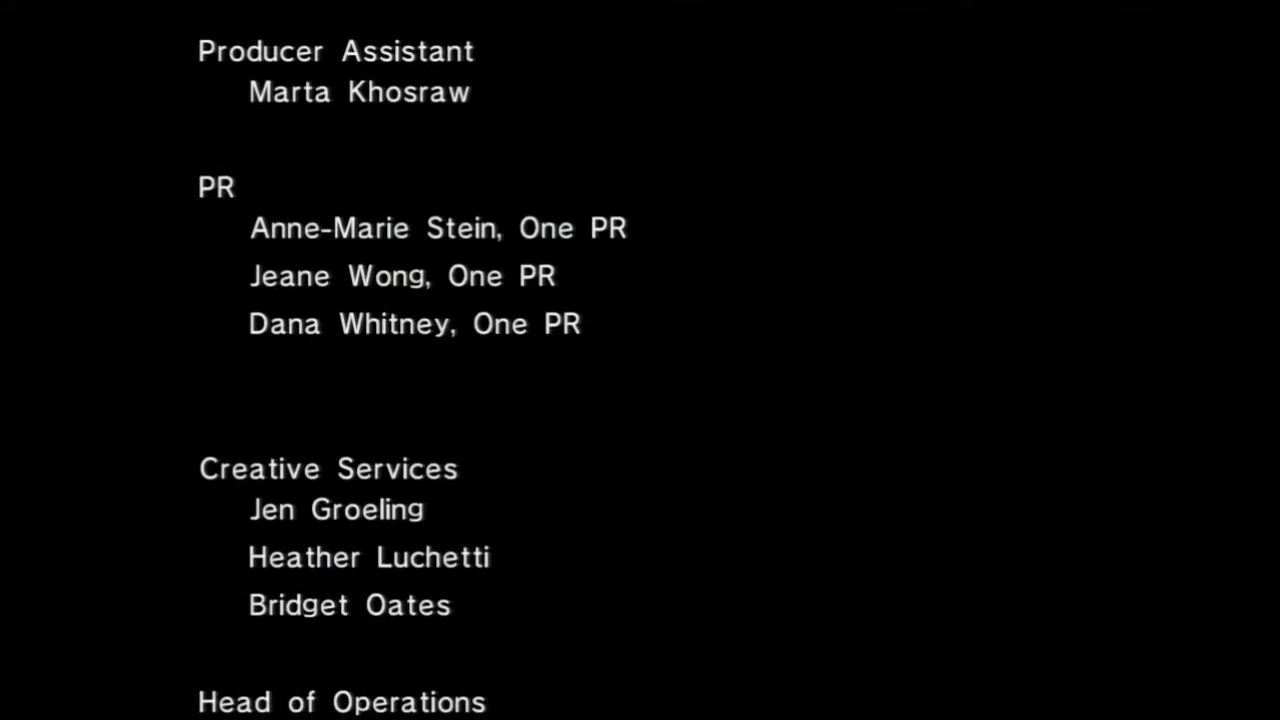 Producer Assistant
Marta Khosraw
PR
Anne-Marie Stein, One PR
Jeane Wong, One PR
Dana Whitney, One PR
Creative Services
Jen Groeling
Heather Luchetti
Bridget Oates
Head of Operations